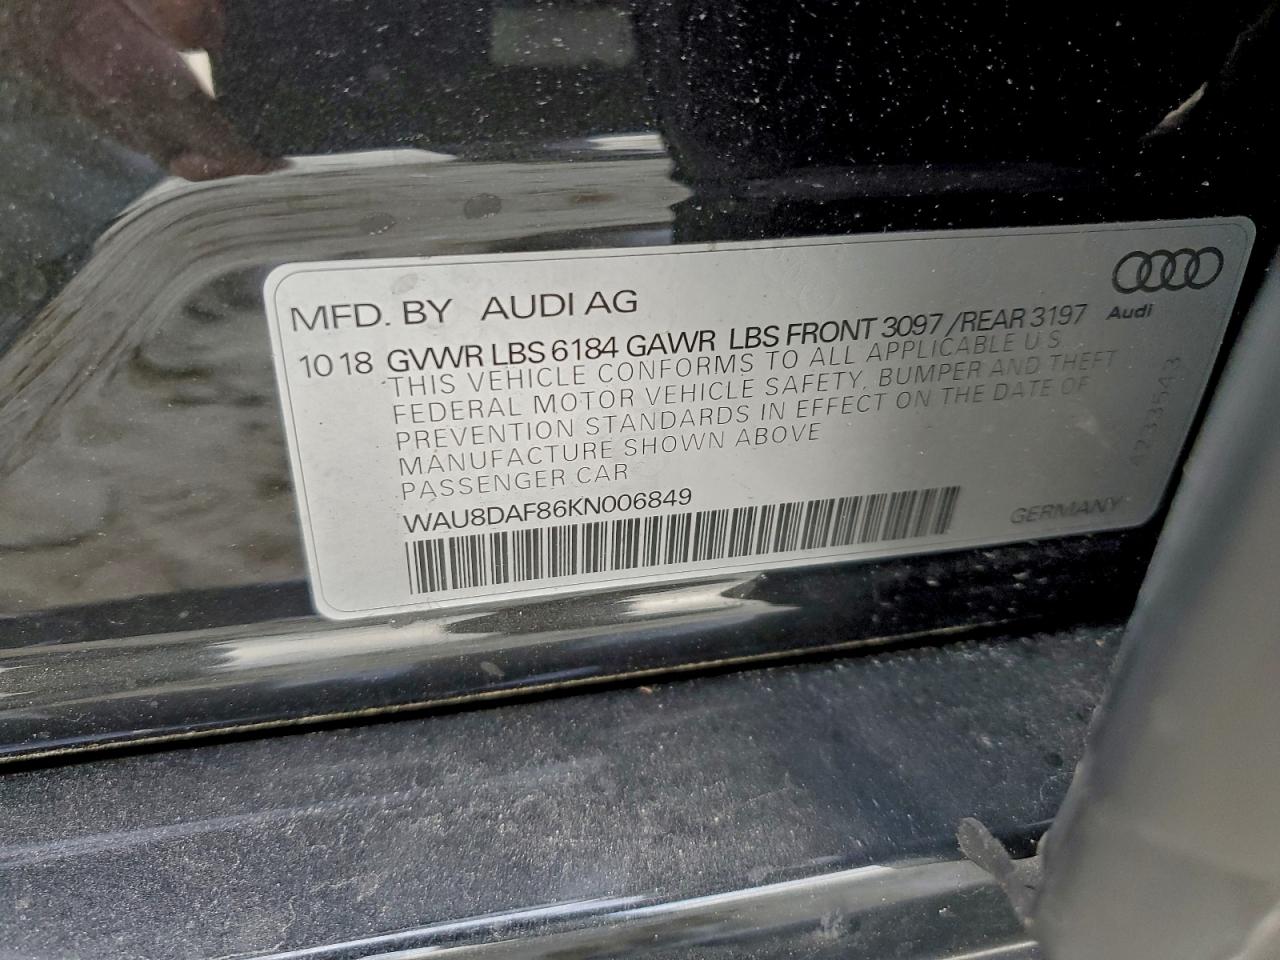 MFD. BY AUDI AG
Audi
10 18 GVWR LBS 6184 GAWR LBS FRONT 3097 /REAR 3197
THIS VEHICLE CONFORMS TO ALL APPLICABLE U S
FEDERAL MOTOR VEHICLE SAFETY, BUMPER AND THEFT
PREVENTION STANDARDS IN EFFECT ON THE DATE OF
MANUFACTURE SHOWN ABOVE
PASSENGER CAR
WAU8DAF86KN006849
GERMANY